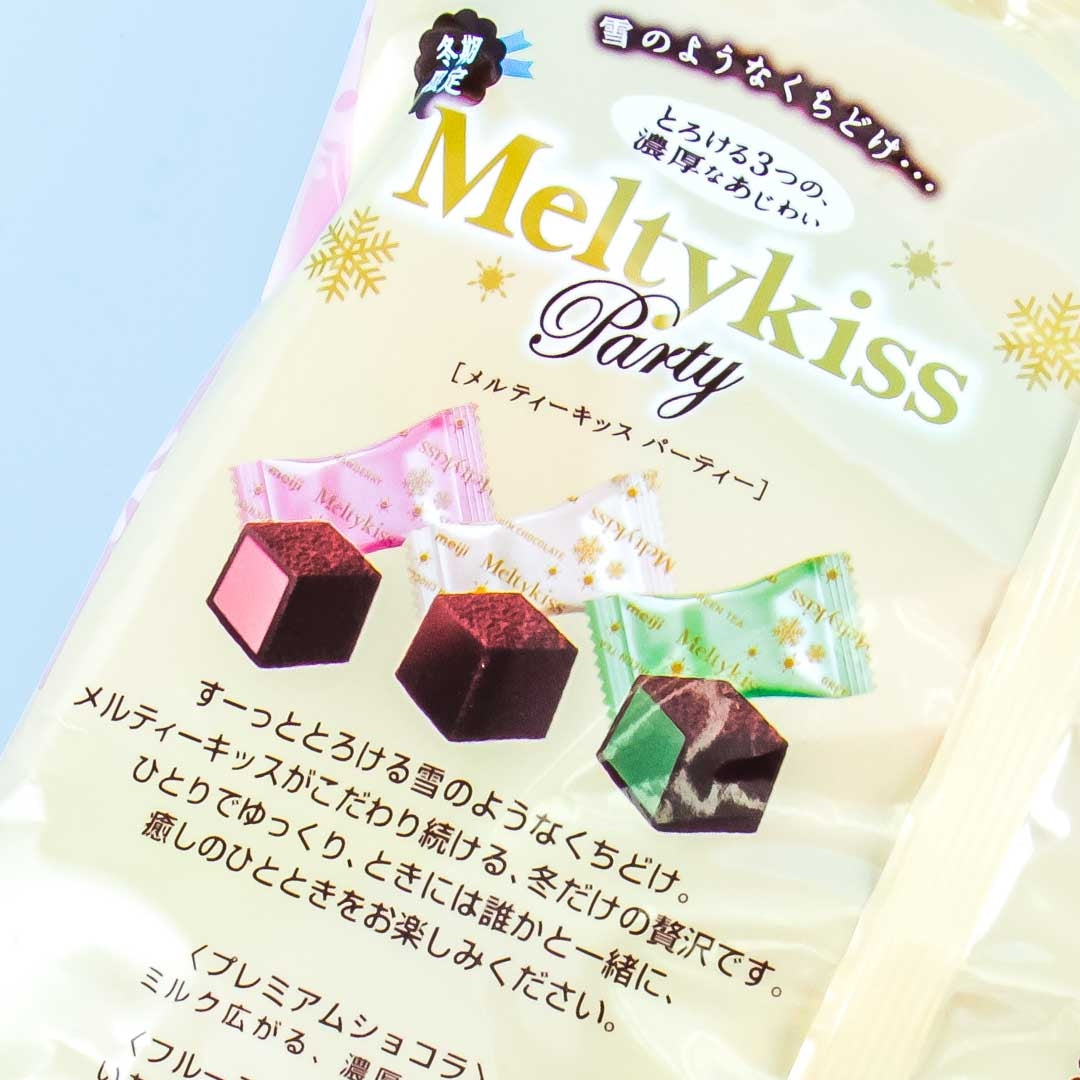 冬期
限定
雪のようなくちどけ…
とろける3つの、
濃厚なあじわい
Meltykiss
Party
[メルティーキッス パーティー]
meiji Meltykiss
Meltykiss
meiji Meltykiss
Meltykiss
meiji Meltykiss
GREEN TEA
Meltykiss
すーっととろける雪のようなくちどけ。
メルティーキッスがこだわり続ける、冬だけの贅沢です。
ひとりでゆっくり、ときには誰かと一緒に、
癒しのひとときをお楽しみください。
〈プレミアムショコラ〉
ミルク広がる、濃厚
〈フルー